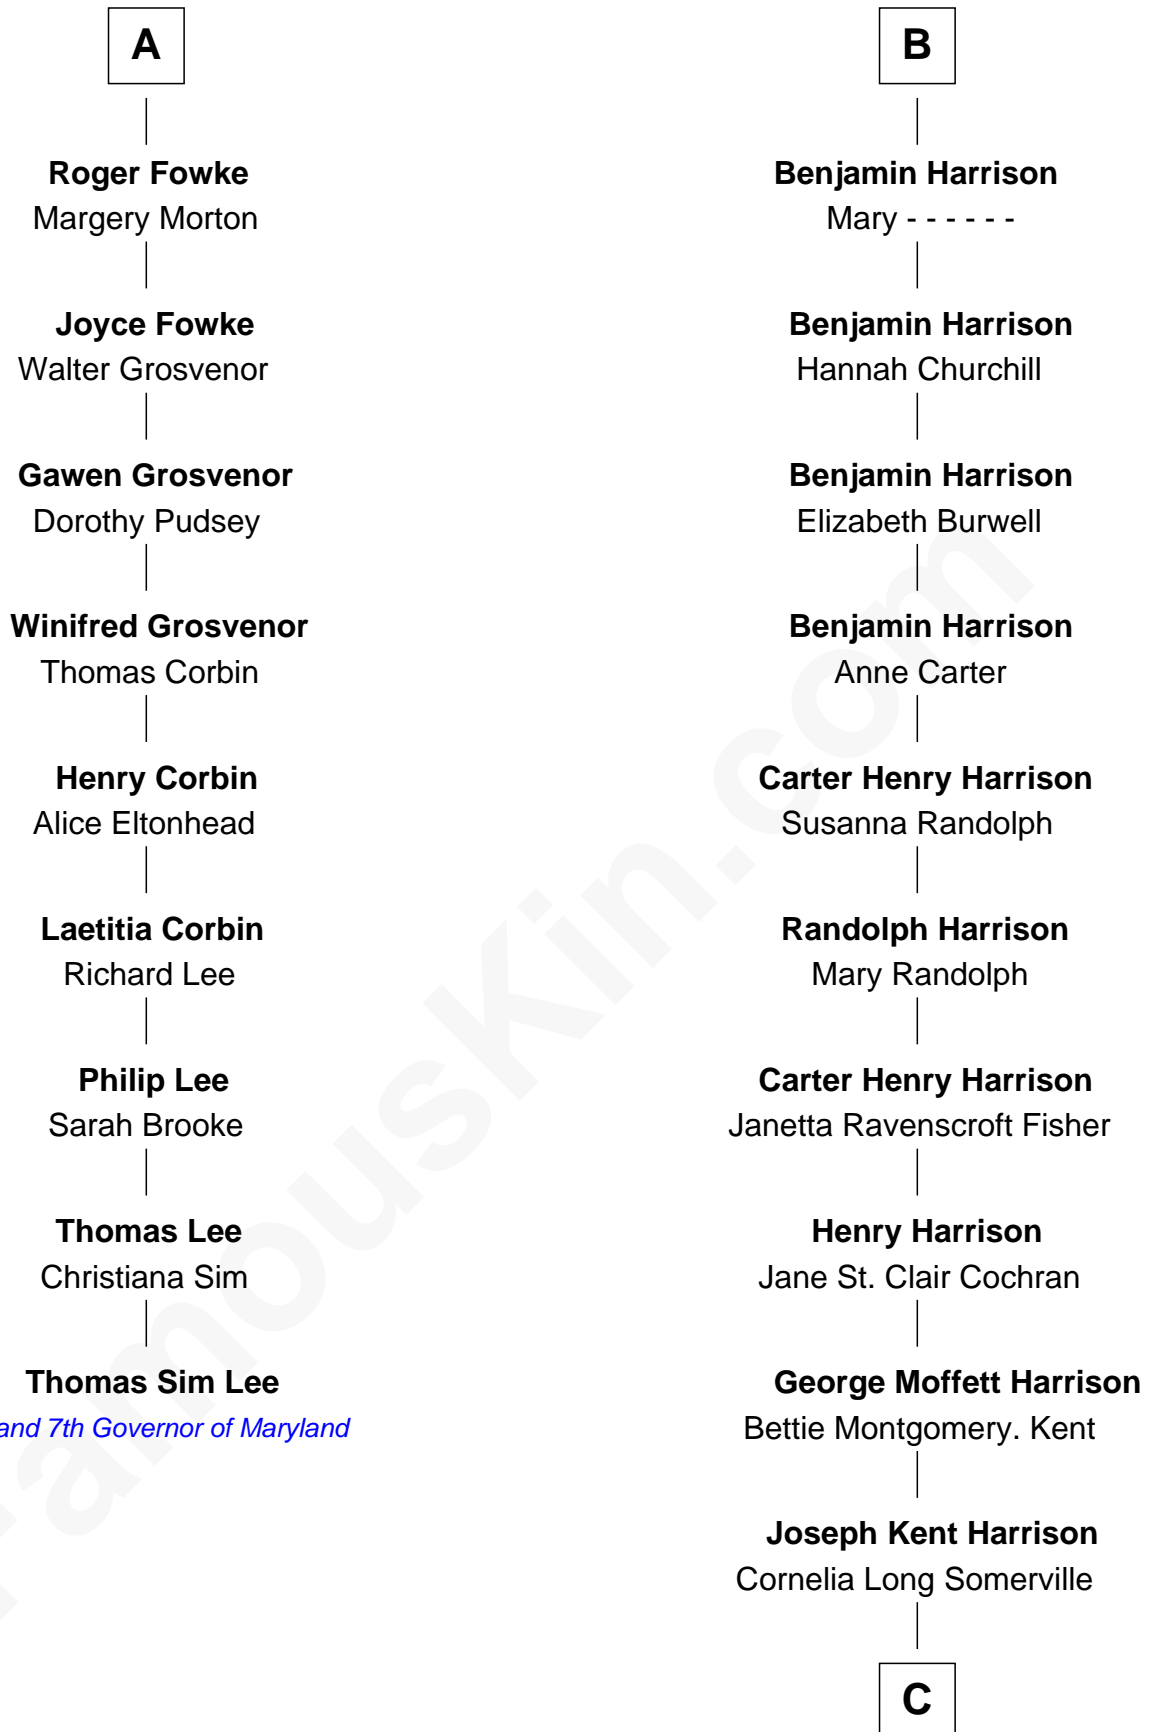 A
Roger Fowke
Margery Morton
Joyce Fowke
Walter Grosvenor
Gawen Grosvenor
Dorothy Pudsey
Winifred Grosvenor
Thomas Corbin
Henry Corbin
Alice Eltonhead
Laetitia Corbin
Richard Lee
Philip Lee
Sarah Brooke
Thomas Lee
Christiana Sim
Thomas Sim Lee
and 7th Governor of Maryland
B
Benjamin Harrison
Mary - - - - - -
Benjamin Harrison
Hannah Churchill
Benjamin Harrison
Elizabeth Burwell
Benjamin Harrison
Anne Carter
Carter Henry Harrison
Susanna Randolph
Randolph Harrison
Mary Randolph
Carter Henry Harrison
Janetta Ravenscroft Fisher
Henry Harrison
Jane St. Clair Cochran
George Moffett Harrison
Bettie Montgomery. Kent
Joseph Kent Harrison
Cornelia Long Somerville
C
FamousKin.com